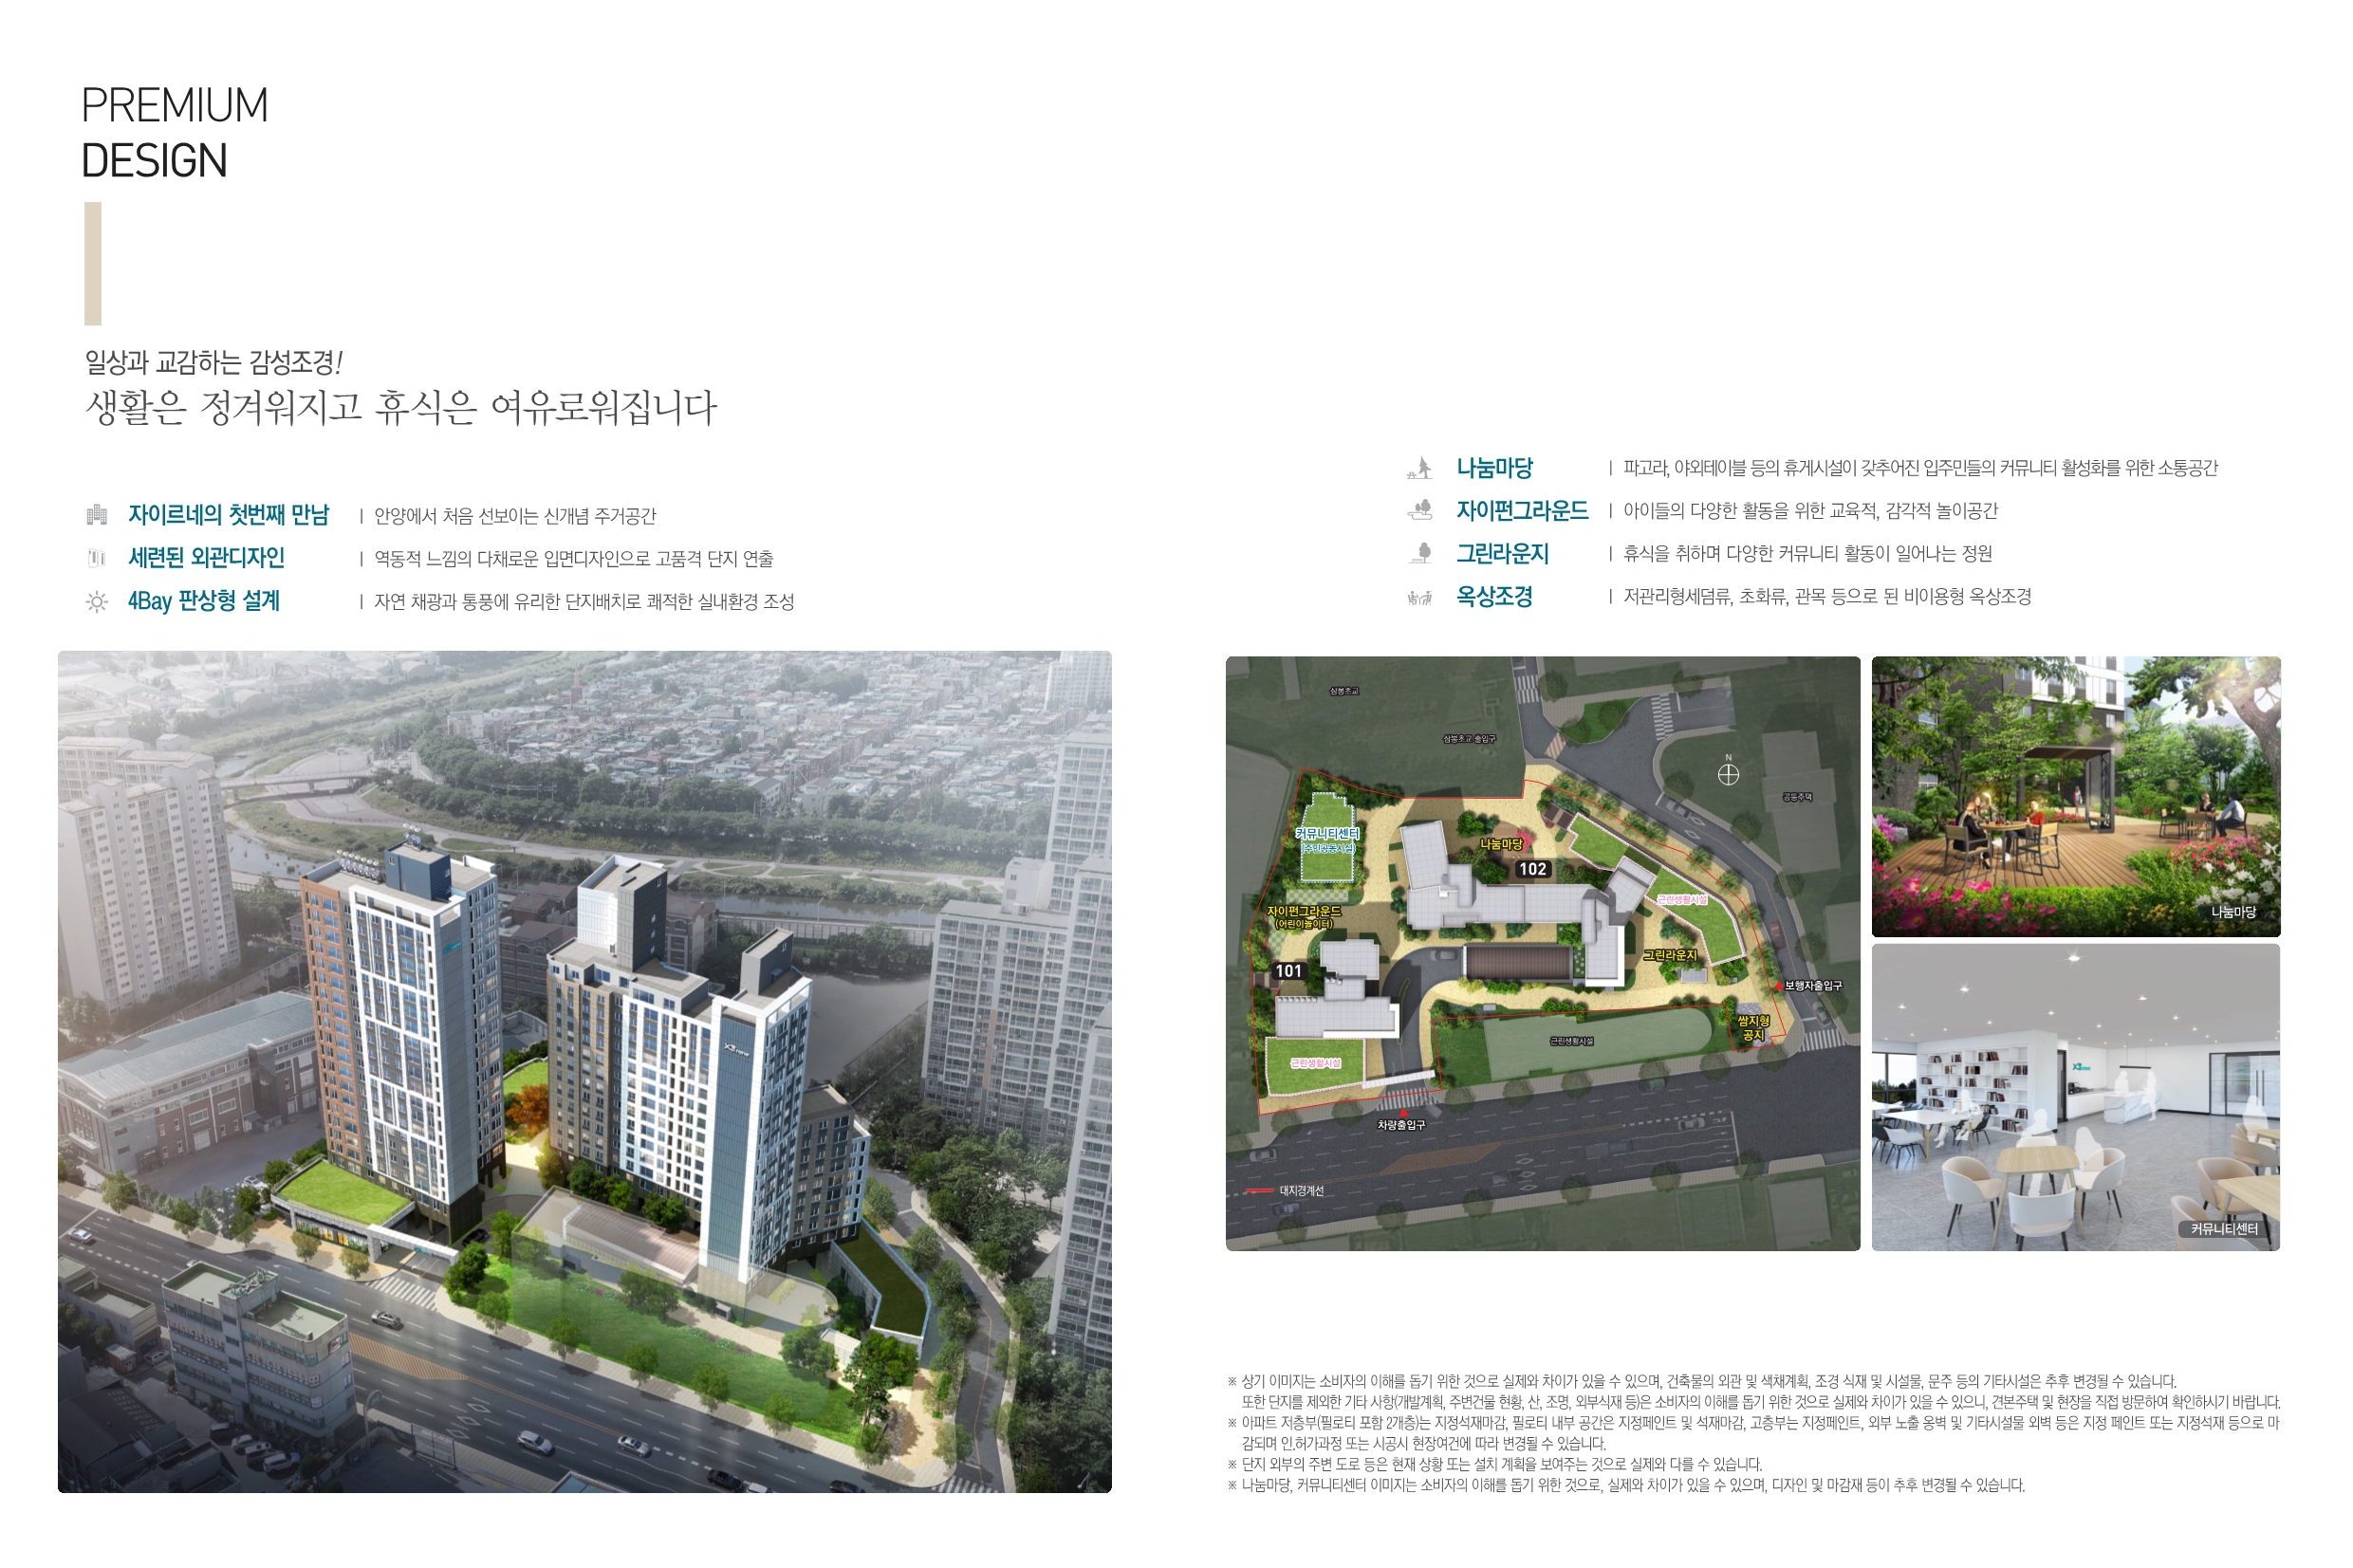 PREMIUM
DESIGN
일상과 교감하는 감성조경!
생활은 정겨워지고 휴식은 여유로워집니다
자이르네의 첫번째 만남 | 안양에서 처음 선보이는 신개념 주거공간
세련된 외관디자인 | 역동적 느낌의 다채로운 입면디자인으로 고품격 단지 연출
4Bay 판상형 설계 | 자연 채광과 통풍에 유리한 단지배치로 쾌적한 실내환경 조성
나눔마당 | 파고라, 야외테이블 등의 휴게시설이 갖추어진 입주민들의 커뮤니티 활성화를 위한 소통공간
자이펀그라운드 | 아이들의 다양한 활동을 위한 교육적, 감각적 놀이공간
그린라운지 | 휴식을 취하며 다양한 커뮤니티 활동이 일어나는 정원
옥상조경 | 저관리형세덤류, 초화류, 관목 등으로 된 비이용형 옥상조경
삼봉초교
삼봉초교 출입구
N
공동주택
커뮤니티센터
(주민공동시설)
나눔마당
102
근린생활시설
자이펀그라운드
(어린이놀이터)
그린라운지
101
보행자출입구
쌈지형
공지
근린생활시설
근린생활시설
차량출입구
대지경계선
나눔마당
커뮤니티센터
※ 상기 이미지는 소비자의 이해를 돕기 위한 것으로 실제와 차이가 있을 수 있으며, 건축물의 외관 및 색채계획, 조경 식재 및 시설물, 문주 등의 기타시설은 추후 변경될 수 있습니다.
또한 단지를 제외한 기타 사항(개발계획, 주변건물 현황, 산, 조명, 외부식재 등)은 소비자의 이해를 돕기 위한 것으로 실제와 차이가 있을 수 있으니, 견본주택 및 현장을 직접 방문하여 확인하시기 바랍니다.
※ 아파트 저층부(필로티 포함 2개층)는 지정석재마감, 필로티 내부 공간은 지정페인트 및 석재마감, 고층부는 지정페인트, 외부 노출 옹벽 및 기타시설물 외벽 등은 지정 페인트 또는 지정석재 등으로 마
감되며 인.허가과정 또는 시공시 현장여건에 따라 변경될 수 있습니다.
※ 단지 외부의 주변 도로 등은 현재 상황 또는 설치 계획을 보여주는 것으로 실제와 다를 수 있습니다.
※ 나눔마당, 커뮤니티센터 이미지는 소비자의 이해를 돕기 위한 것으로, 실제와 차이가 있을 수 있으며, 디자인 및 마감재 등이 추후 변경될 수 있습니다.